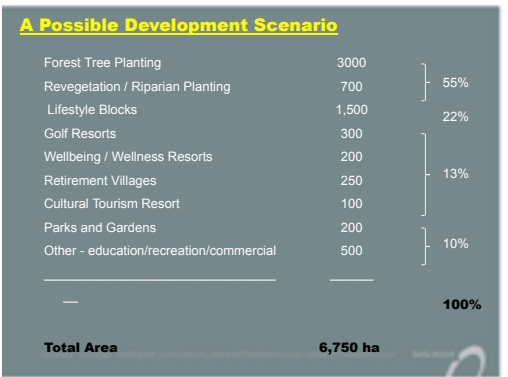 A Possible Development Scenario
Forest Tree Planting 3000
Revegetation / Riparian Planting 700
55%
Lifestyle Blocks 1,500 22%
Golf Resorts 300
Wellbeing / Wellness Resorts 200
Retirement Villages 250 13%
Cultural Tourism Resort 100
Parks and Gardens 200
Other - education/recreation/commercial 500 10%
100%
Total Area 6,750 ha